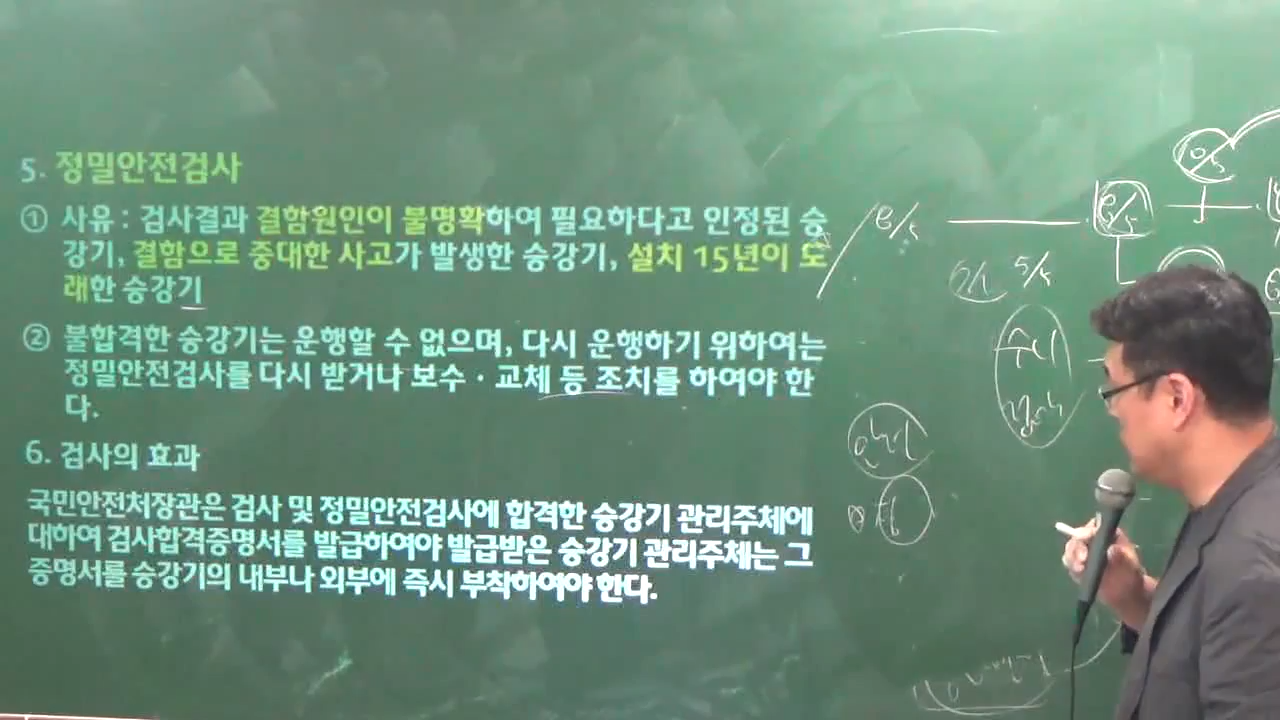 5. 정밀안전검사
① 사유 : 검사결과 결함원인이 불명확하여 필요하다고 인정된 승
강기, 결함으로 중대한 사고가 발생한 승강기, 설치 15년이 도
래한 승강기
② 불합격한 승강기는 운행할 수 없으며, 다시 운행하기 위하여는
정밀안전검사를 다시 받거나 보수 · 교체 등 조치를 하여야 한
다.
6. 검사의 효과
국민안전처장관은 검사 및 정밀안전검사에 합격한 승강기 관리주체에
대하여 검사합격증명서를 발급하여야 발급받은 승강기 관리주체는 그
증명서를 승강기의 내부나 외부에 즉시 부착하여야 한다.
5/5